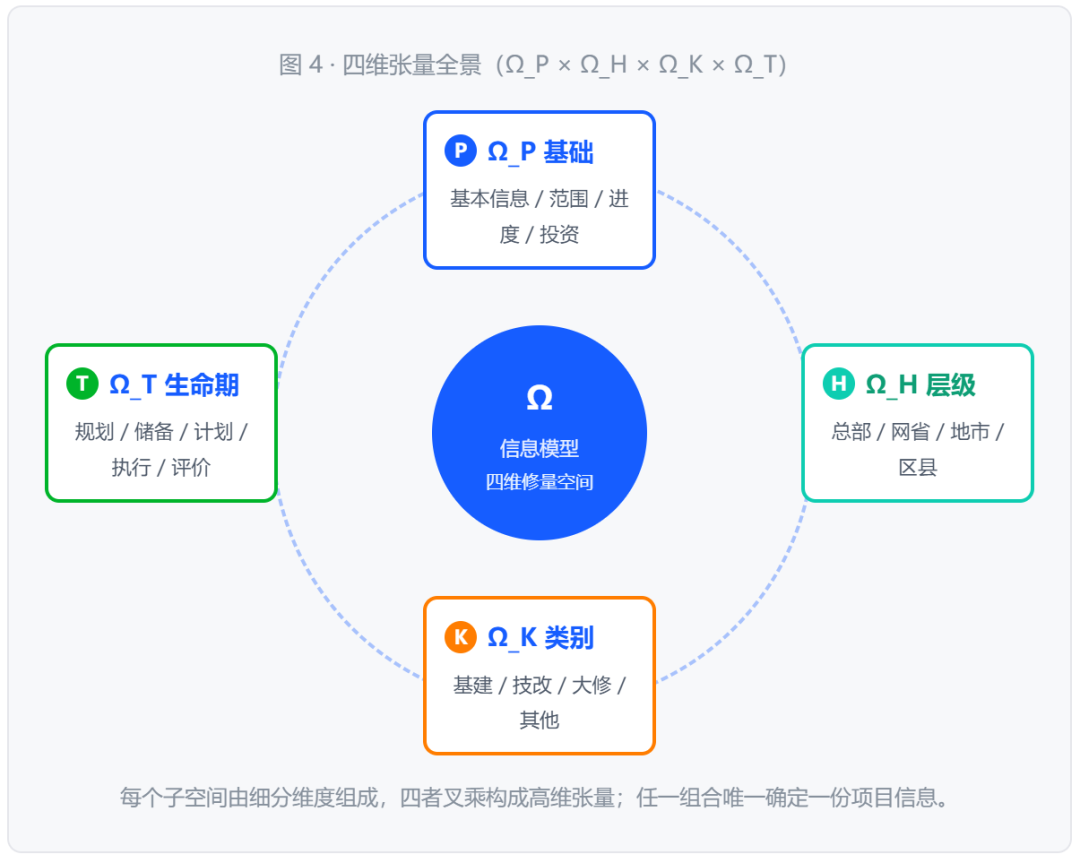 图 4 · 四维张量全景（Ω_P × Ω_H × Ω_K × Ω_T）
P Ω_P 基础
基本信息 / 范围 / 进
度 / 投资
T Ω_T 生命期
规划 / 储备 / 计划 /
执行 / 评价
Ω
信息模型
四维修量空间
H Ω_H 层级
总部 / 网省 / 地市 /
区县
K Ω_K 类别
基建 / 技改 / 大修 /
其他
每个子空间由细分维度组成，四者叉乘构成高维张量；任一组合唯一确定一份项目信息。